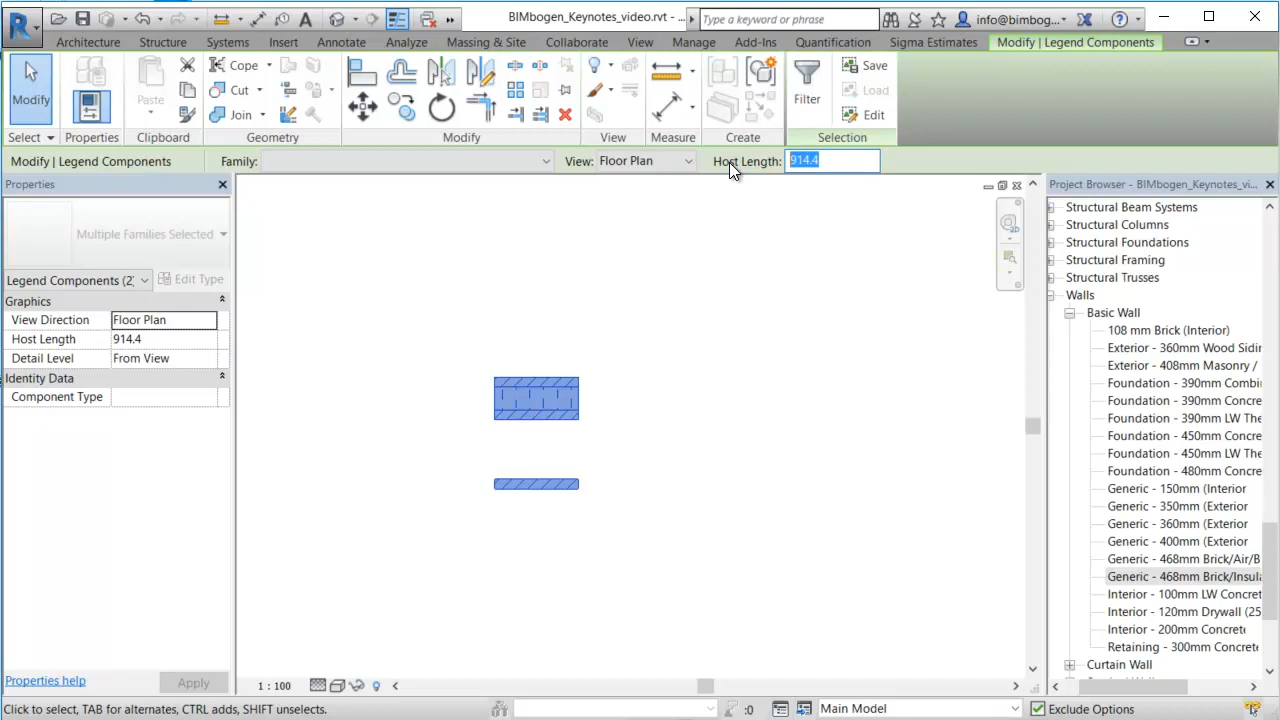 BIMbogen_Keynotes_video.rvt - ...
Type a keyword or phrase
info@bimbog...
Architecture
Structure
Systems
Insert
Annotate
Analyze
Massing & Site
Collaborate
View
Manage
Add-Ins
Quantification
Sigma Estimates
Modify | Legend Components
Modify
Paste
Cope
Cut
Join
Filter
Save
Load
Edit
Select
Properties
Clipboard
Geometry
Modify
View
Measure
Create
Selection
Modify | Legend Components
Family:
View: Floor Plan
Host Length: 914.4
Properties
Multiple Families Selected
Legend Components (2)
Edit Type
Graphics
View Direction Floor Plan
Host Length 914.4
Detail Level From View
Identity Data
Component Type
Properties help
Apply
1 : 100
Project Browser - BIMbogen_Keynotes_vi...
Structural Beam Systems
Structural Columns
Structural Foundations
Structural Framing
Structural Trusses
Walls
Basic Wall
108 mm Brick (Interior)
Exterior - 360mm Wood Sidir
Exterior - 408mm Masonry /
Foundation - 390mm Combi
Foundation - 390mm Concre
Foundation - 390mm LW The
Foundation - 450mm Concre
Foundation - 450mm LW The
Foundation - 480mm Concre
Generic - 150mm (Interior
Generic - 350mm (Exterior
Generic - 360mm (Exterior
Generic - 400mm (Exterior
Generic - 468mm Brick/Air/B
Generic - 468mm Brick/Insula
Interior - 100mm LW Concret
Interior - 120mm Drywall (25
Interior - 200mm Concrete
Retaining - 300mm Concrete
Curtain Wall
Click to select, TAB for alternates, CTRL adds, SHIFT unselects.
:0
Main Model
Exclude Options